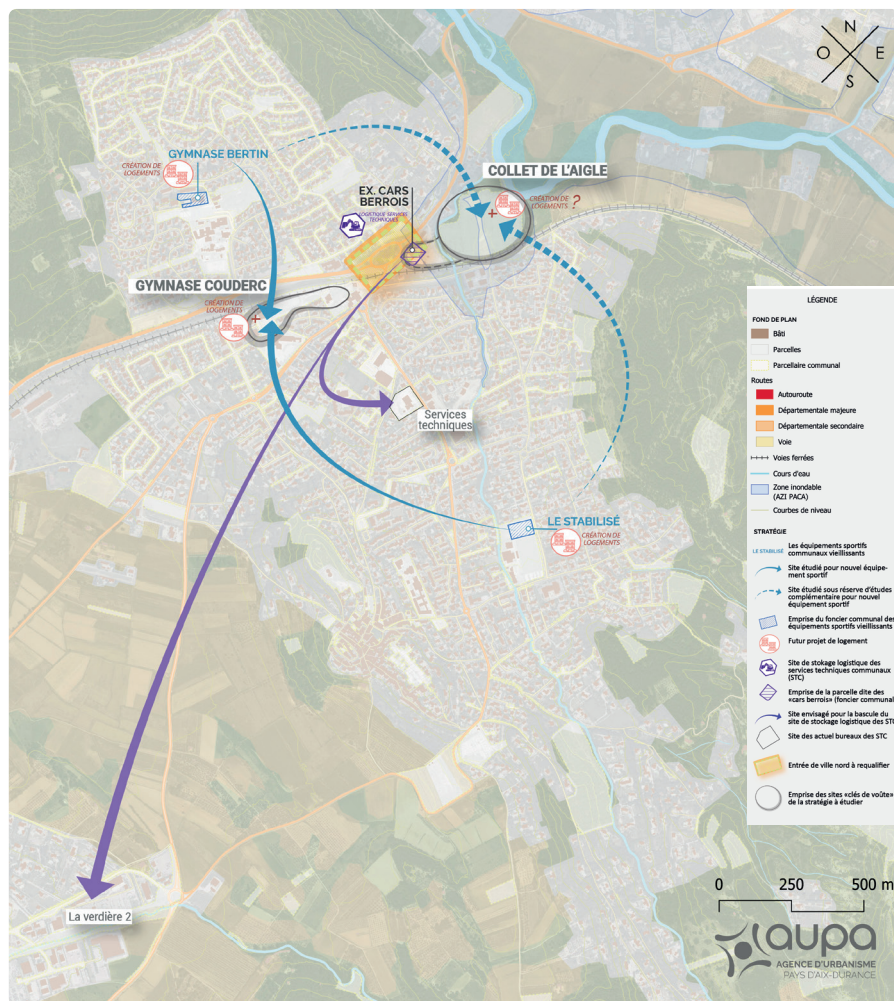 N
O
E
S
GYMNASE BERTIN
CRÉATION DE
LOGEMENTS
COLLET DE L'AIGLE
CRÉATION DE
LOGEMENTS ?
EX. CARS
BERROIS
LOGISTIQUE SERVICES
TECHNIQUES
GYMNASE COUDERC
CRÉATION DE
LOGEMENTS
Services
techniques
LE STABILISÉ
CRÉATION DE
LOGEMENTS
La verdière 2
LÉGENDE
FOND DE PLAN
Bâti
Parcelles
Parcellaire communal
Routes
Autouroute
Départementale majeure
Départementale secondaire
Voie
Voies ferrées
Cours d'eau
Zone inondable
(AZI PACA)
Courbes de niveau
STRATÉGIE
LE STABILISÉ
Les équipements sportifs
communaux vieillissants
Site étudié pour nouvel équipe-
ment sportif
Site étudié sous réserve d'études
complémentaire pour nouvel
équipement sportif
Emprise du foncier communal des
équipements sportifs vieillissants
Futur projet de logement
Site de stokage logistique des
services techniques communaux
(STC)
Emprise de la parcelle dite des
«cars berrois» (foncier communal
Site envisagé pour la bascule du
site de stockage logistique des STC
Site des actuel bureaux des STC
Entrée de ville nord à requalifier
Emprise des sites «clés de voûte»
de la stratégie à étudier
0 250 500 m
aupa
AGENCE D'URBANISME
PAYS D'AIX-DURANCE